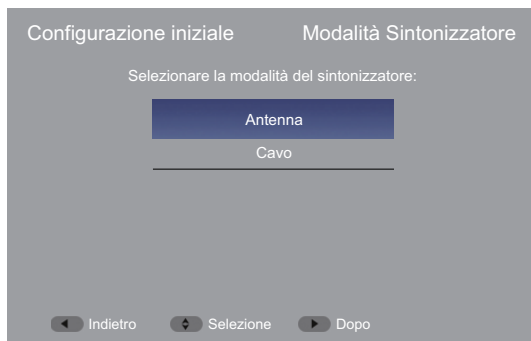 Configurazione iniziale Modalità Sintonizzatore
Selezionare la modalità del sintonizzatore:
Antenna
Cavo
Indietro Selezione Dopo